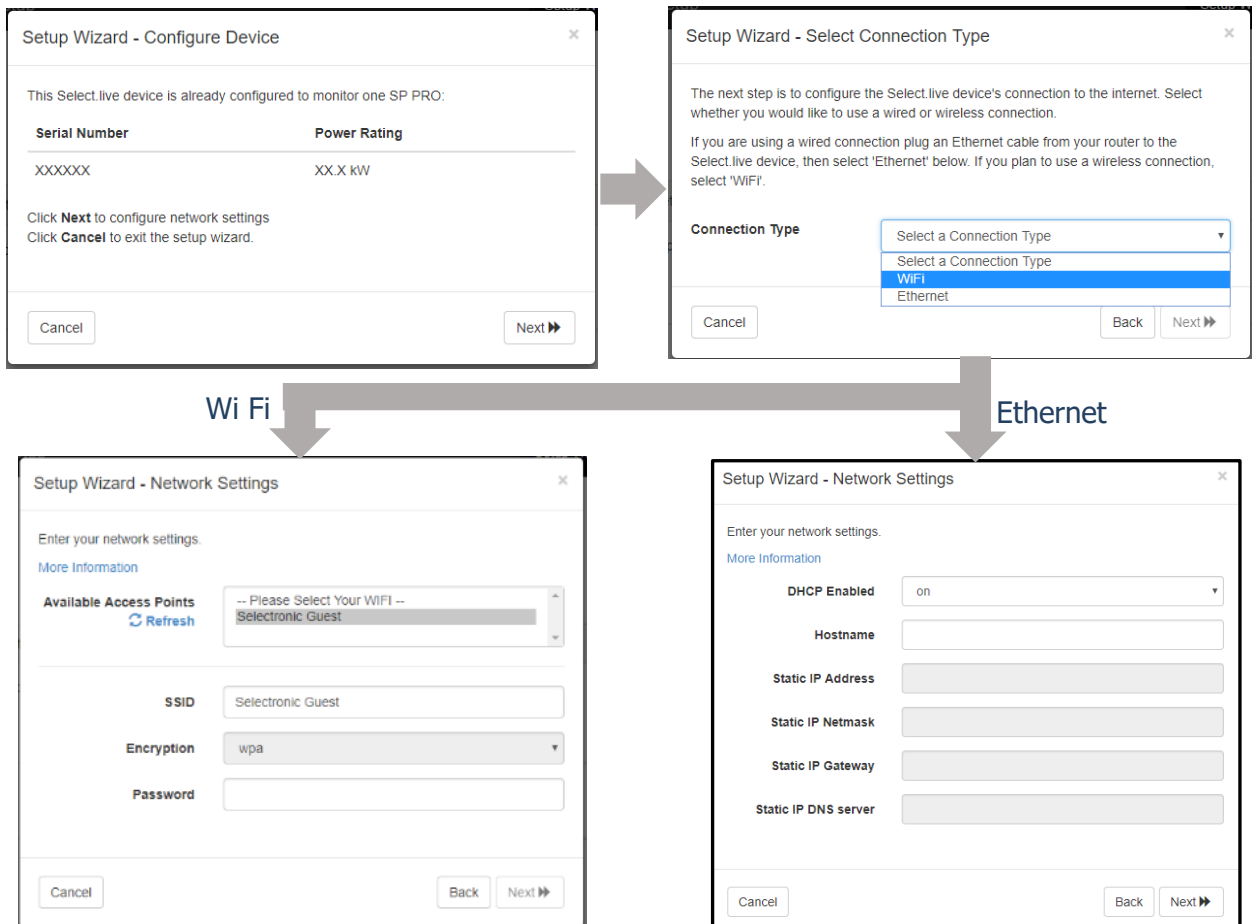 Setup Wizard - Configure Device
×
This Select.live device is already configured to monitor one SP PRO:
Serial Number Power Rating
XXXXXX XX.X kW
Click Next to configure network settings
Click Cancel to exit the setup wizard.
Cancel Next
Setup Wizard - Select Connection Type
×
The next step is to configure the Select.live device's connection to the internet. Select
whether you would like to use a wired or wireless connection.
If you are using a wired connection plug an Ethernet cable from your router to the
Select.live device, then select 'Ethernet' below. If you plan to use a wireless connection,
select 'WiFi'.
Connection Type Select a Connection Type
Select a Connection Type
WiFi
Ethernet
Cancel Back Next
Wi Fi
Ethernet
Setup Wizard - Network Settings
×
Enter your network settings.
More Information
Available Access Points -- Please Select Your WIFI --
Refresh Selectronic Guest
SSID Selectronic Guest
Encryption wpa
Password
Cancel Back Next
Setup Wizard - Network Settings
×
Enter your network settings.
More Information
DHCP Enabled on
Hostname
Static IP Address
Static IP Netmask
Static IP Gateway
Static IP DNS server
Cancel Back Next